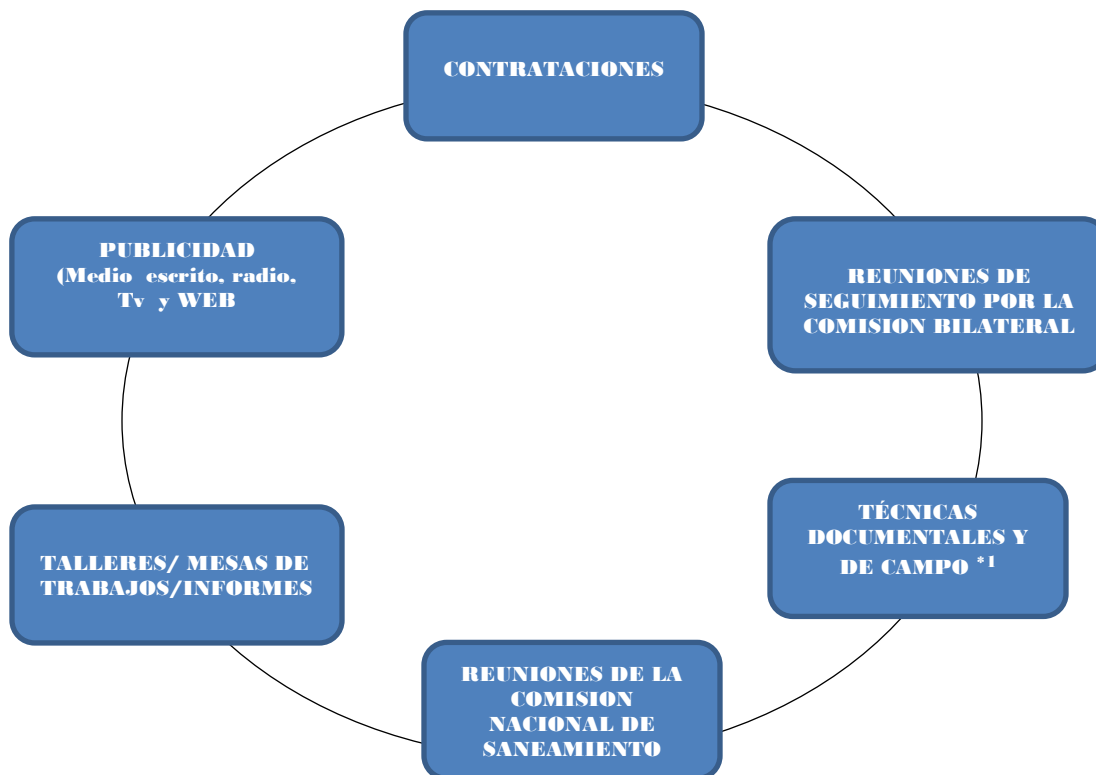 CONTRATACIONES
PUBLICIDAD
(Medio escrito, radio,
Tv y WEB
REUNIONES DE
SEGUIMIENTO POR LA
COMISION BILATERAL
TÉCNICAS
DOCUMENTALES Y
DE CAMPO *1
TALLERES/ MESAS DE
TRABAJOS/INFORMES
REUNIONES DE LA
COMISION
NACIONAL DE
SANEAMIENTO